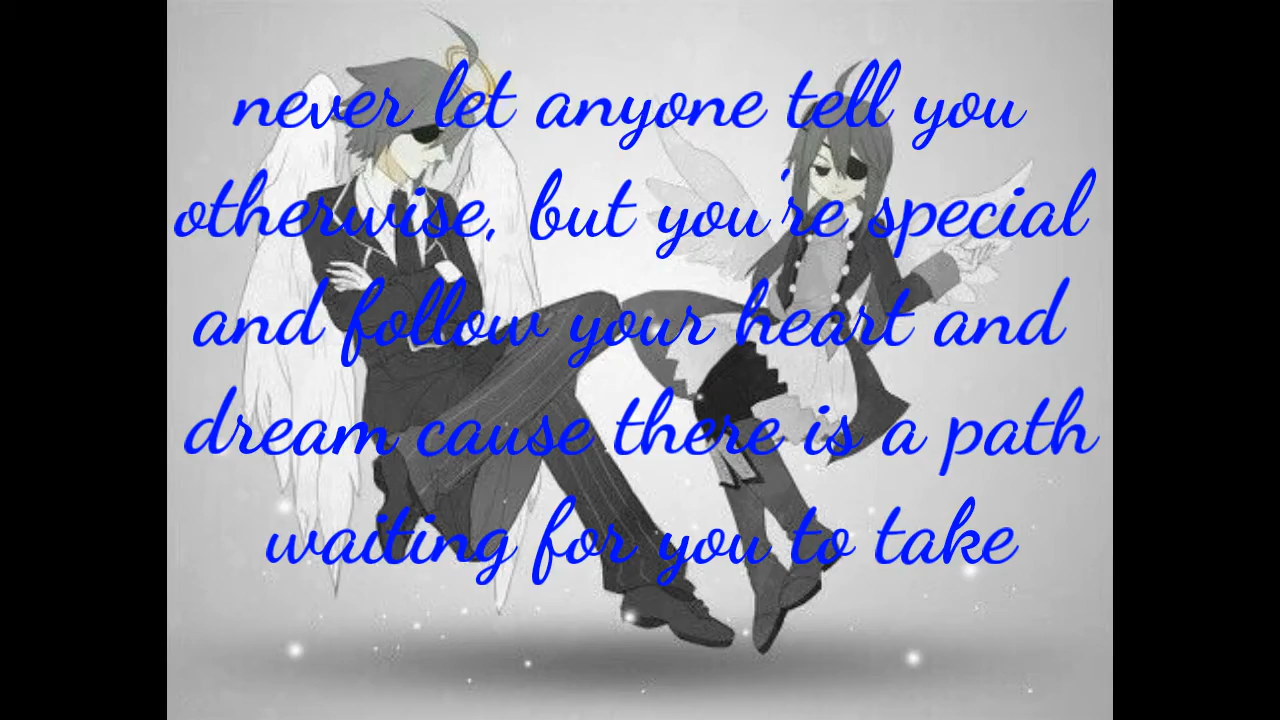 never let anyone tell you
otherwise, but you're special
and follow your heart and
dream cause there is a path
waiting for you to take